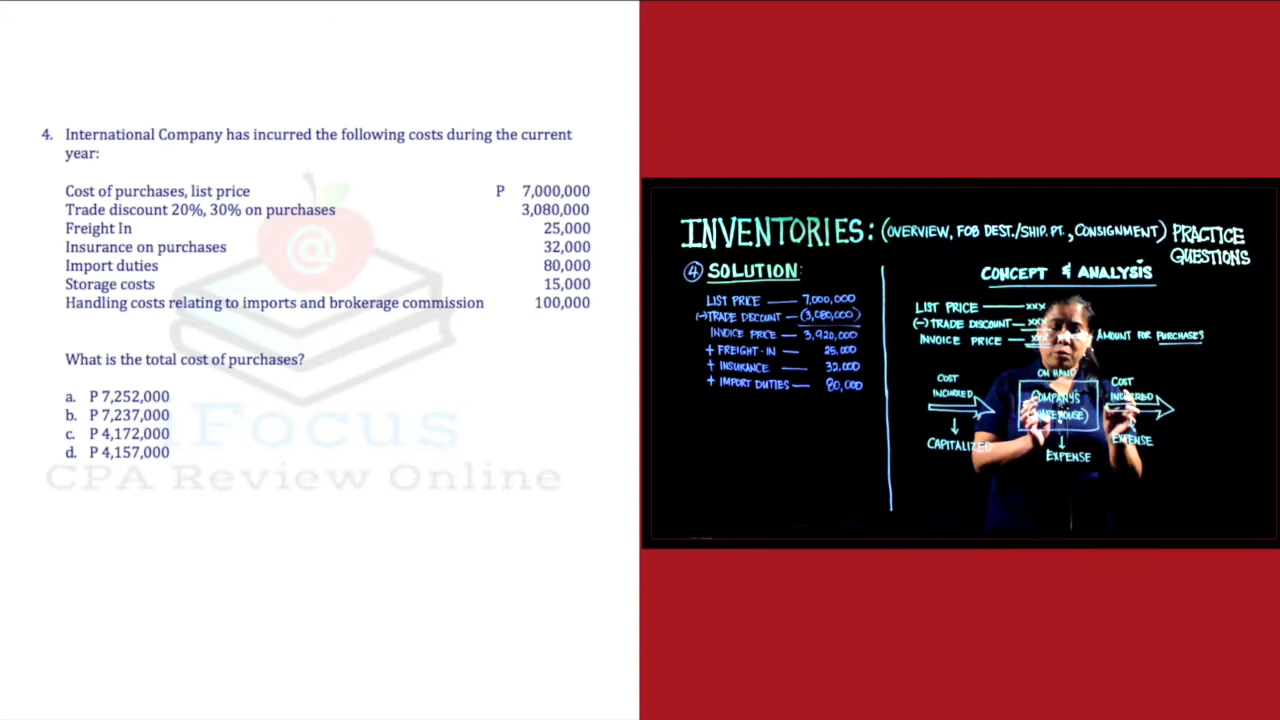 4. International Company has incurred the following costs during the current
year:
Cost of purchases, list price P 7,000,000
Trade discount 20%, 30% on purchases 3,080,000
Freight In 25,000
Insurance on purchases 32,000
Import duties 80,000
Storage costs 15,000
Handling costs relating to imports and brokerage commission 100,000
What is the total cost of purchases?
a. P 7,252,000
b. P 7,237,000
c. P 4,172,000
d. P 4,157,000
@
Focus
CPA Review Online
INVENTORIES: (OVERVIEW, FOB DEST./SHIP. PT., CONSIGNMENT) PRACTICE
QUESTIONS
④ SOLUTION:
LIST PRICE — 7,000,000
(-) TRADE DISCOUNT — (3,080,000)
INVOICE PRICE — 3,920,000
+ FREIGHT-IN — 25,000
+ INSURANCE — 32,000
+ IMPORT DUTIES — 80,000
CONCEPT & ANALYSIS
LIST PRICE — xxx
(-) TRADE DISCOUNT — xxx
INVOICE PRICE — xxx AMOUNT FOR PURCHASES
ON HAND
COST
INCURRED
CAPITALIZED
COMPANY'S
WAREHOUSE)
EXPENSE
COST
INCURRED
EXPENSE